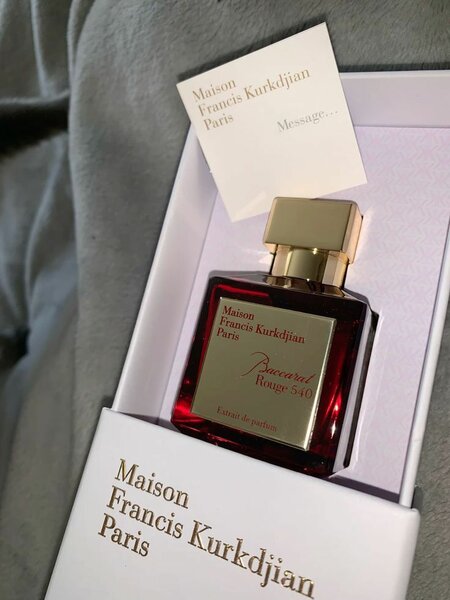 Maison
Francis Kurkdjian
Paris
Message...
Maison
Francis Kurkdjian
Paris
Baccarat
Rouge 540
Extrait de parfum
Maison
Francis Kurkdjian
Paris